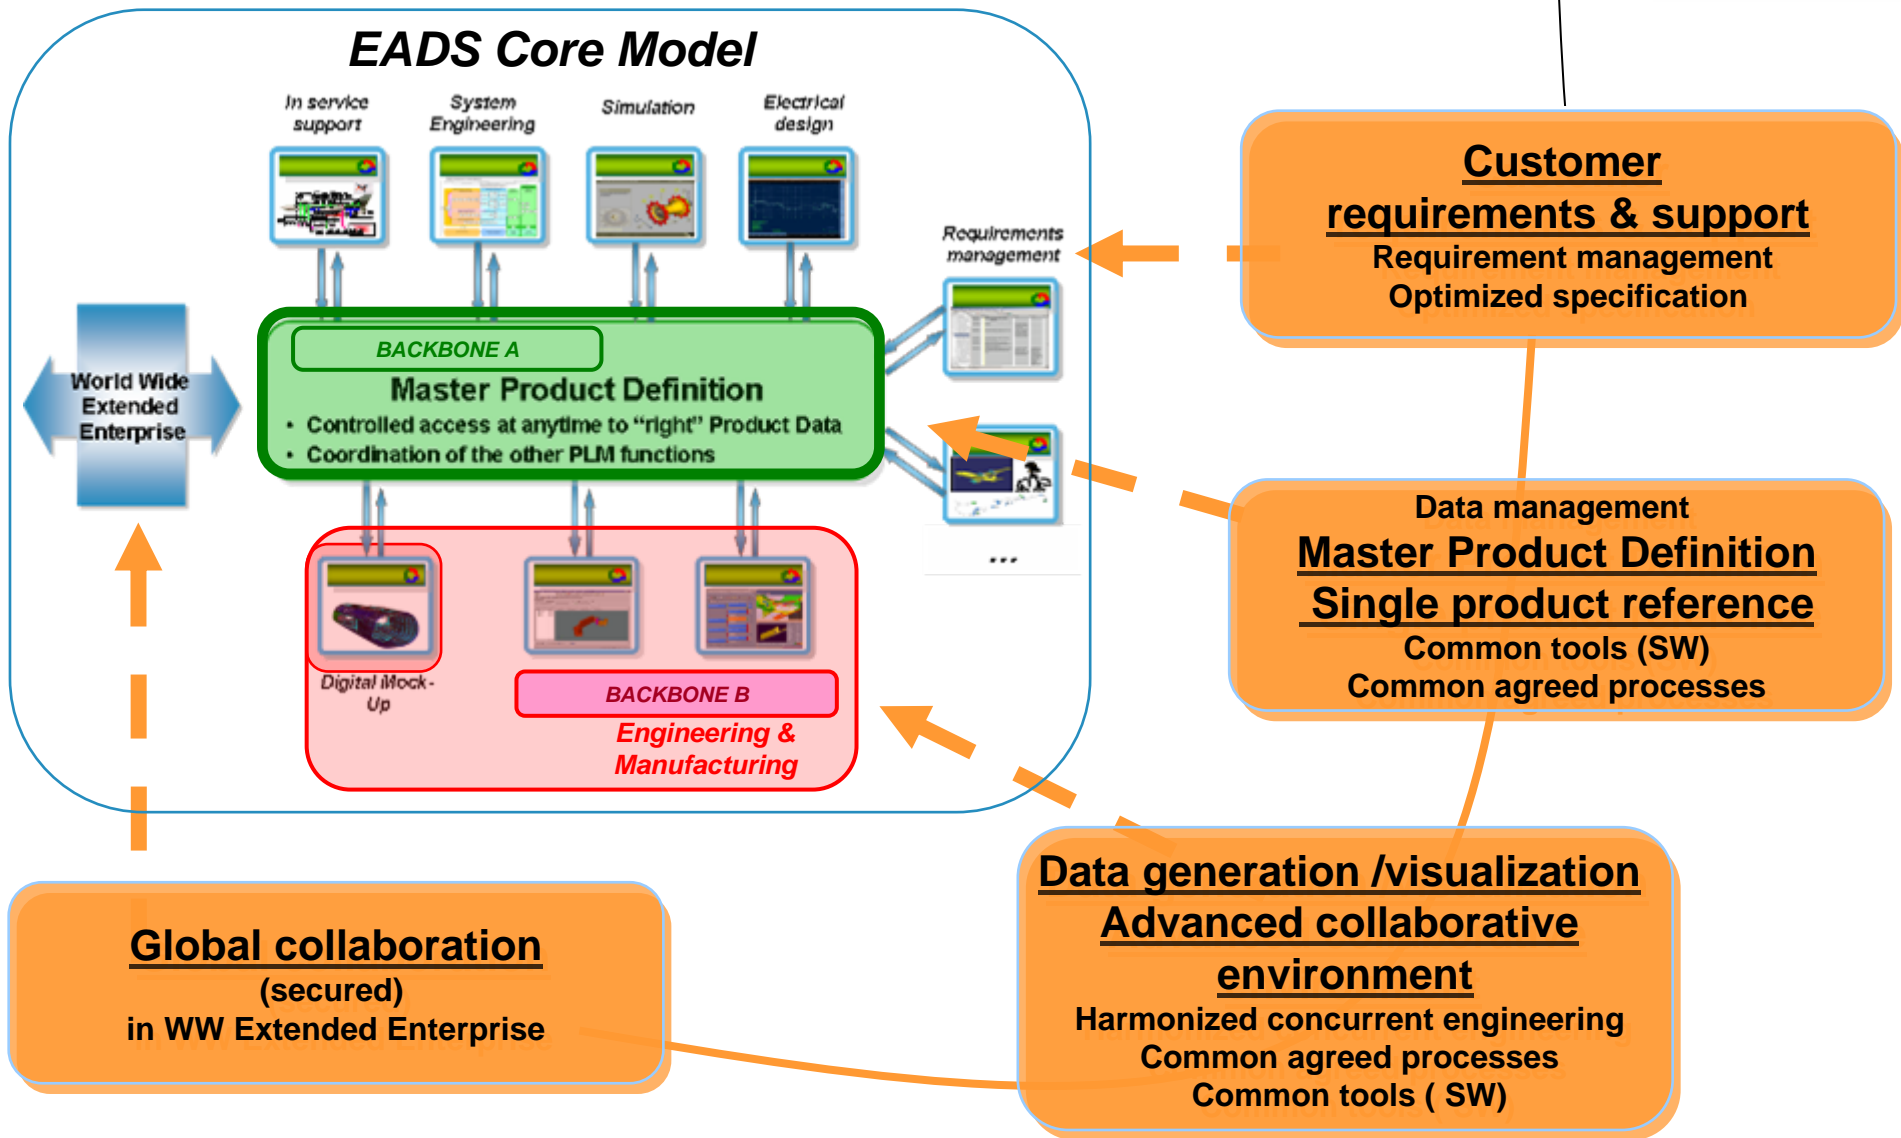 EADS Core Model
In service
support
System
Engineering
Simulation
Electrical
design
Requirements
management
World Wide
Extended
Enterprise
BACKBONE A
Master Product Definition
• Controlled access at anytime to “right” Product Data
• Coordination of the other PLM functions
...
Digital Mock-
Up
BACKBONE B
Engineering &
Manufacturing
Customer
requirements & support
Requirement management
Optimized specification
Data management
Master Product Definition
Single product reference
Common tools (SW)
Common agreed processes
Data generation /visualization
Advanced collaborative
environment
Harmonized concurrent engineering
Common agreed processes
Common tools ( SW)
Global collaboration
(secured)
in WW Extended Enterprise